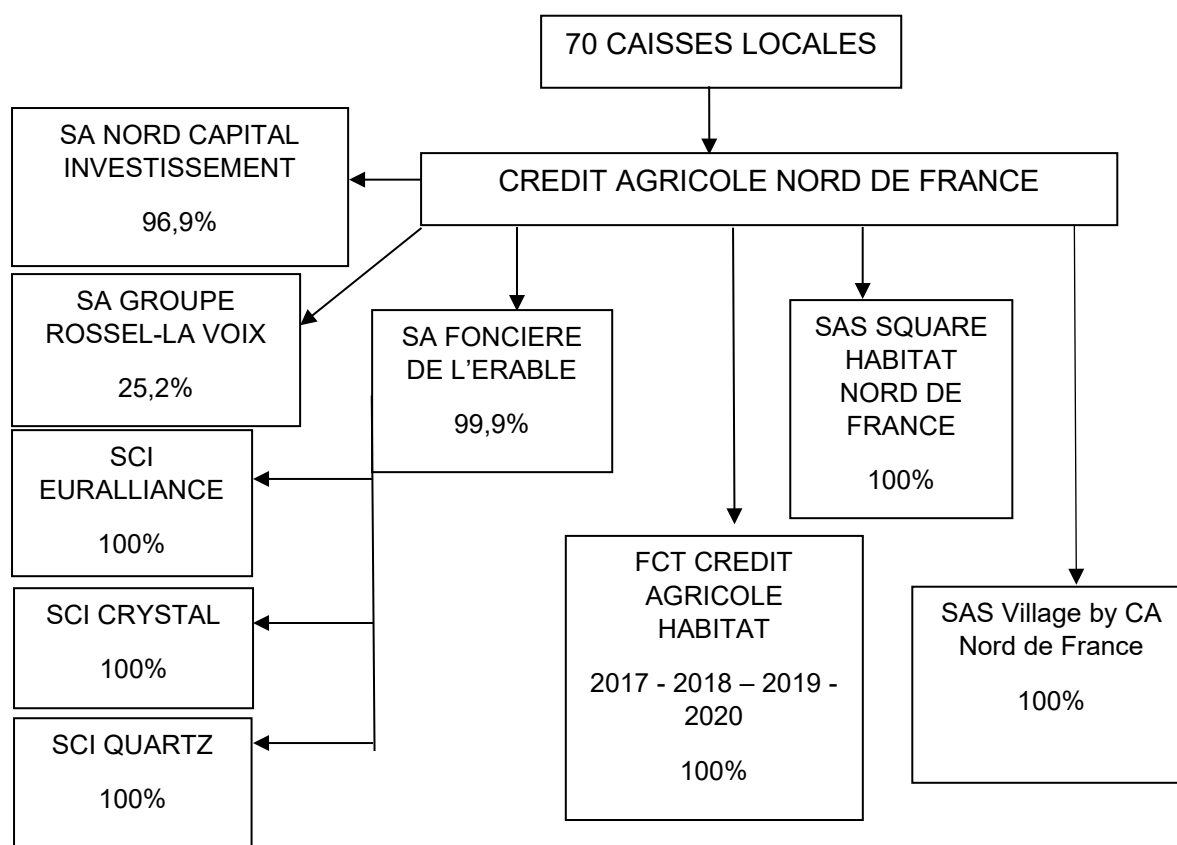 70 CAISSES LOCALES
CREDIT AGRICOLE NORD DE FRANCE
SA NORD CAPITAL
INVESTISSEMENT
96,9%
SA GROUPE
ROSSEL-LA VOIX
25,2%
SA FONCIERE
DE L’ERABLE
99,9%
SAS SQUARE
HABITAT
NORD DE
FRANCE
100%
SCI
EURALLIANCE
100%
SCI CRYSTAL
100%
SCI QUARTZ
100%
FCT CREDIT
AGRICOLE
HABITAT
2017 - 2018 – 2019 -
2020
100%
SAS Village by CA
Nord de France
100%